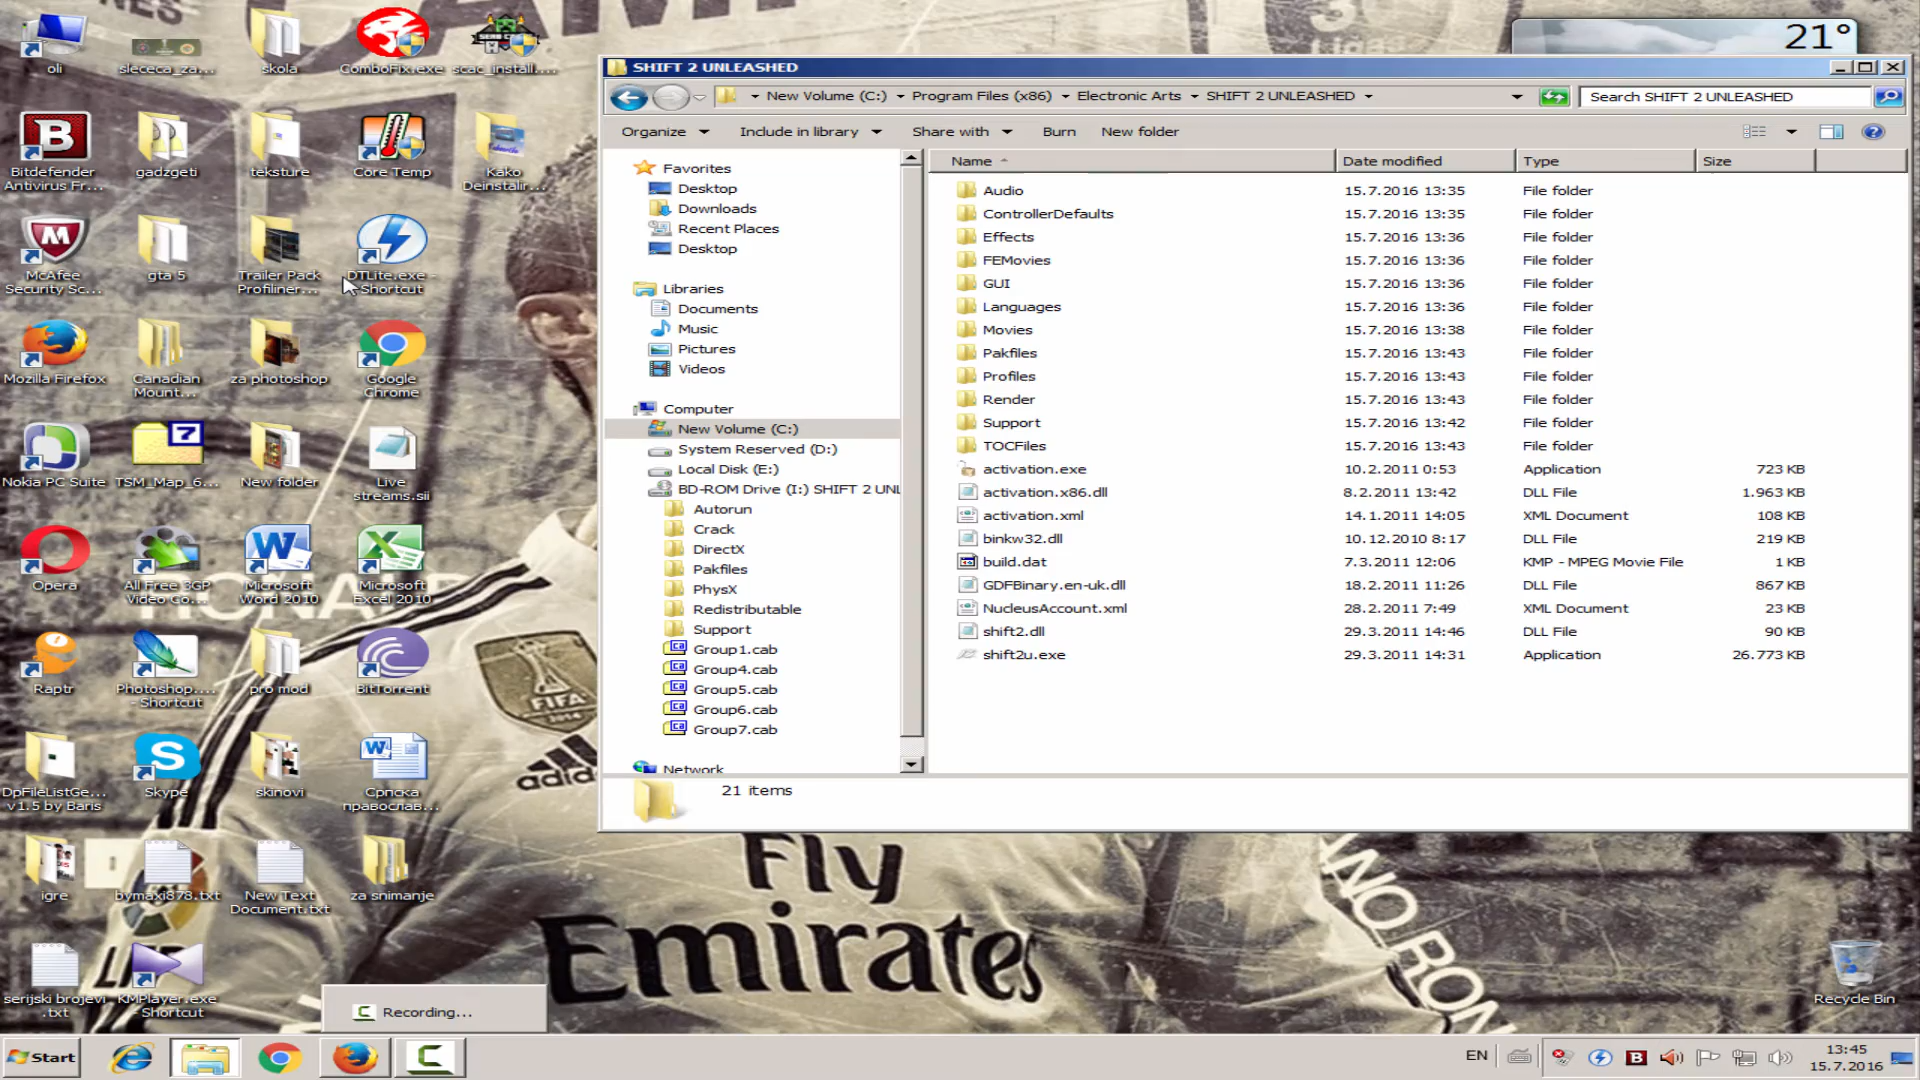 oli
slececa_za...
skola
ComboFix.exe
scac_install....
Bitdefender
Antivirus Fr...
gadzgeti
teksture
Core Temp
Kako
Deinstalir...
McAfee
Security Sc...
gta 5
Trailer Pack
Profiliner...
DTLite.exe -
Shortcut
Mozilla Firefox
Canadian
Mount...
za photoshop
Google
Chrome
Nokia PC Suite
TSM_Map_6...
New folder
Live
streams.sii
Opera
All Free 3GP
Video Co...
Microsoft
Word 2010
Microsoft
Excel 2010
Raptr
Photoshop....
- Shortcut
pro mod
BitTorrent
DpFileListGe...
v1.5 by Baris
Skype
skinovi
Српска
православ...
igre
bymaxi878.txt
New Text
Document.txt
za snimanje
serijski brojevi
.txt
KMPlayer.exe
- Shortcut
Recycle Bin
21°
SHIFT 2 UNLEASHED
New Volume (C:)
Program Files (x86)
Electronic Arts
SHIFT 2 UNLEASHED
Search SHIFT 2 UNLEASHED
Organize
Include in library
Share with
Burn
New folder
Favorites
Desktop
Downloads
Recent Places
Desktop
Libraries
Documents
Music
Pictures
Videos
Computer
New Volume (C:)
System Reserved (D:)
Local Disk (E:)
BD-ROM Drive (I:) SHIFT 2 UNL
Autorun
Crack
DirectX
Pakfiles
PhysX
Redistributable
Support
Group1.cab
Group4.cab
Group5.cab
Group6.cab
Group7.cab
Network
Name Date modified Type Size
Audio 15.7.2016 13:35 File folder
ControllerDefaults 15.7.2016 13:35 File folder
Effects 15.7.2016 13:36 File folder
FEMovies 15.7.2016 13:36 File folder
GUI 15.7.2016 13:36 File folder
Languages 15.7.2016 13:36 File folder
Movies 15.7.2016 13:38 File folder
Pakfiles 15.7.2016 13:43 File folder
Profiles 15.7.2016 13:43 File folder
Render 15.7.2016 13:43 File folder
Support 15.7.2016 13:42 File folder
TOCFiles 15.7.2016 13:43 File folder
activation.exe 10.2.2011 0:53 Application 723 KB
activation.x86.dll 8.2.2011 13:42 DLL File 1.963 KB
activation.xml 14.1.2011 14:05 XML Document 108 KB
binkw32.dll 10.12.2010 8:17 DLL File 219 KB
build.dat 7.3.2011 12:06 KMP - MPEG Movie File 1 KB
GDFBinary.en-uk.dll 18.2.2011 11:26 DLL File 867 KB
NucleusAccount.xml 28.2.2011 7:49 XML Document 23 KB
shift2.dll 29.3.2011 14:46 DLL File 90 KB
shift2u.exe 29.3.2011 14:31 Application 26.773 KB
21 items
FIFA
adidas
Fly
Emirates
Recording...
Start
EN
13:45
15.7.2016